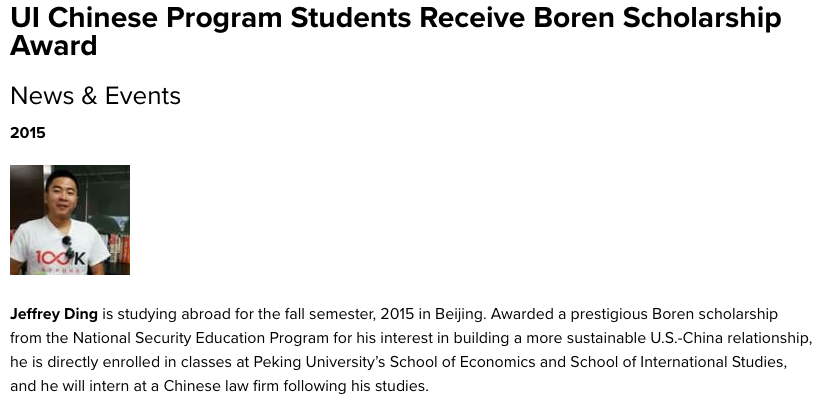 UI Chinese Program Students Receive Boren Scholarship
Award
News & Events
2015
100K
Jeffrey Ding is studying abroad for the fall semester, 2015 in Beijing. Awarded a prestigious Boren scholarship
from the National Security Education Program for his interest in building a more sustainable U.S.-China relationship,
he is directly enrolled in classes at Peking University’s School of Economics and School of International Studies,
and he will intern at a Chinese law firm following his studies.